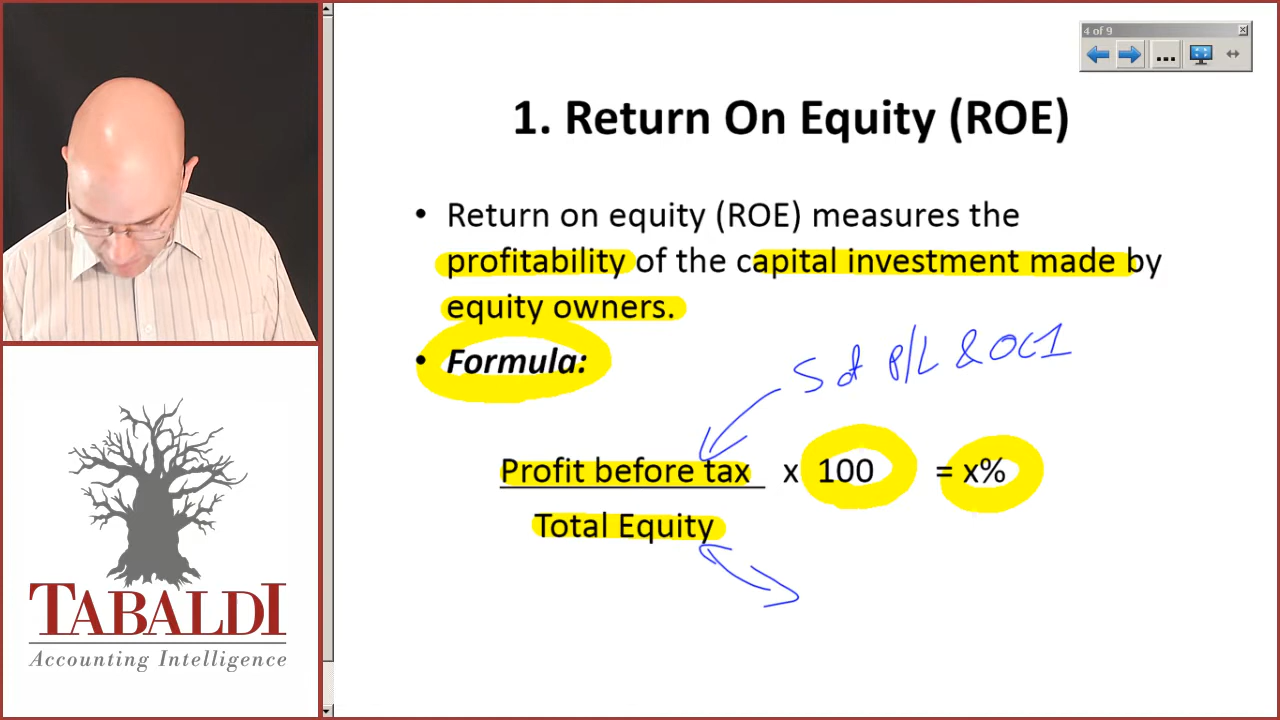 4 of 9
1. Return On Equity (ROE)
• Return on equity (ROE) measures the
profitability of the capital investment made by
equity owners.
• Formula:
S of P/L & OCI
Profit before tax x 100 = x%
Total Equity
TABALDI
Accounting Intelligence